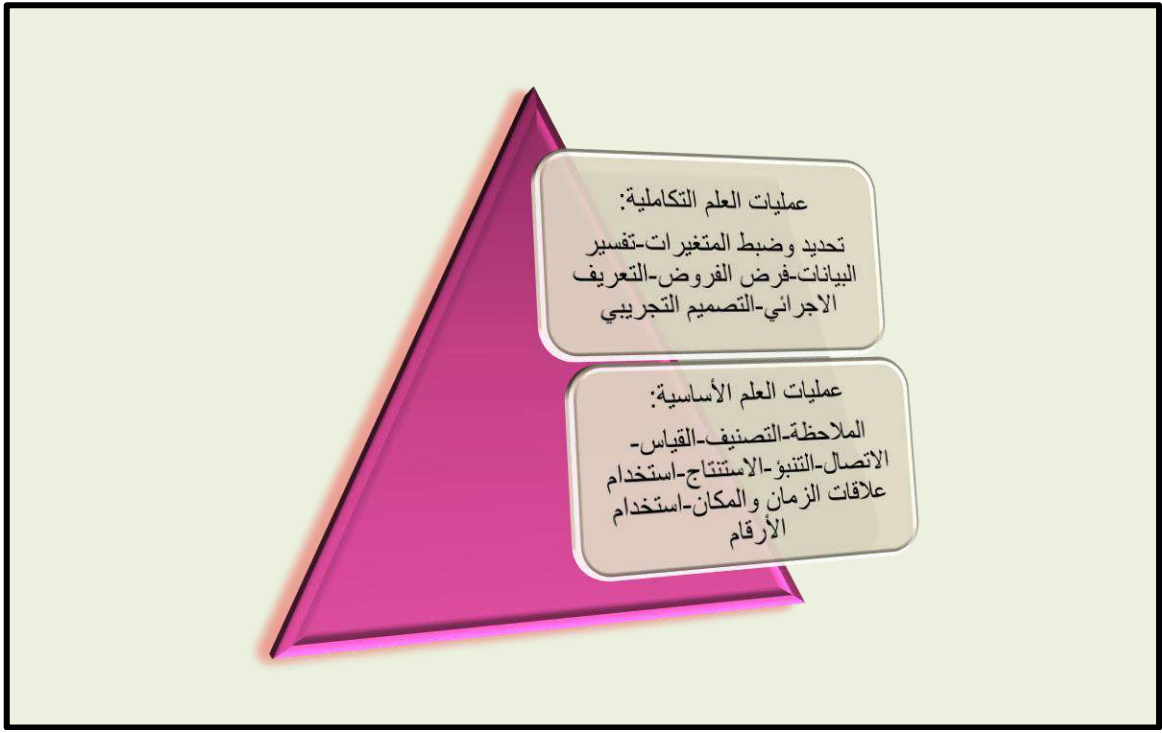 عمليات العلم التكاملية:
تحديد وضبط المتغيرات-تفسير
البيانات-فرض الفروض-التعريف
الاجرائي-التصميم التجريبي
عمليات العلم الأساسية:
الملاحظة-التصنيف-القياس-
الاتصال-التنبؤ-الاستنتاج-استخدام
علاقات الزمان والمكان-استخدام
الأرقام